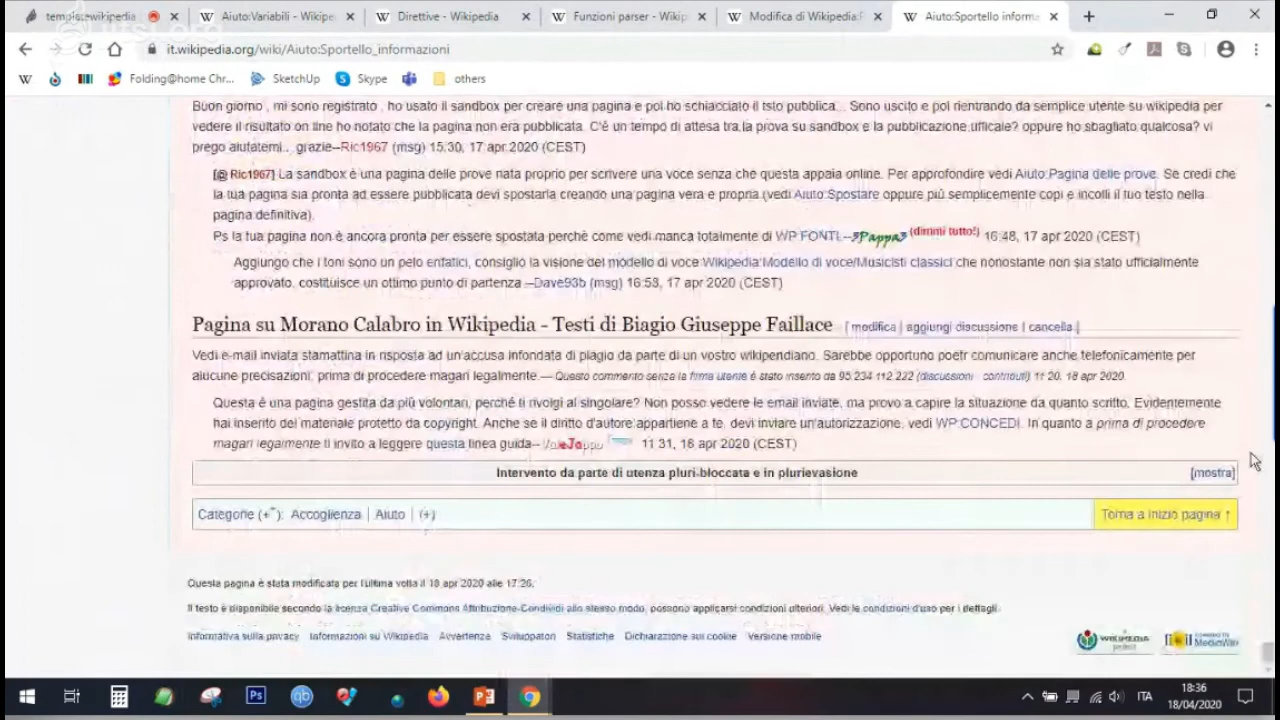 tempistewikipedia
Aiuto:Variabili - Wikipe
Direttive - Wikipedia
Funzioni parser - Wikip
Modifica di Wikipedia:F
Aiuto:Sportello informa
it.wikipedia.org/wiki/Aiuto:Sportello_informazioni
Folding@home Chr...
SketchUp
Skype
others
Buon giorno , mi sono registrato , ho usato il sandbox per creare una pagina e poi ho schiacciato il tsto pubblica... Sono uscito e poi rientrando da semplice utente su wikipedia per
vedere il risultato on line ho notato che la pagina non era pubblicata. C'è un tempo di attesa tra la prova su sandbox e la pubblicazione ufficale? oppure ho sbagliato qualcosa? vi
prego aiutatemi.. grazie--Ric1967 (msg) 15:30, 17 apr 2020 (CEST)
[@ Ric1967] La sandbox è una pagina delle prove nata proprio per scrivere una voce senza che questa appaia online. Per approfondire vedi Aiuto:Pagina delle prove. Se credi che
la tua pagina sia pronta ad essere pubblicata devi spostarla creando una pagina vera e propria (vedi Aiuto:Spostare oppure più semplicemente copi e incolli il tuo testo nella
pagina definitiva).
Ps la tua pagina non è ancora pronta per essere spostata perchè come vedi manca totalmente di WP:FONTI.--Pappa3 (dimmi tutto!) 16:48, 17 apr 2020 (CEST)
Aggiungo che i toni sono un pelo enfatici, consiglio la visione del modello di voce Wikipedia:Modello di voce/Musicisti classici che nonostante non sia stato ufficialmente
approvato, costituisce un ottimo punto di partenza --Dave93b (msg) 16:53, 17 apr 2020 (CEST)
Pagina su Morano Calabro in Wikipedia - Testi di Biagio Giuseppe Faillace [ modifica | aggiungi discussione | cancella ]
Vedi e-mail inviata stamattina in risposta ad un'accusa infondata di plagio da parte di un vostro wikipendiano. Sarebbe opportuno poetr comunicare anche telefonicamente per
alucune precisazioni, prima di procedere magari legalmente.— Questo commento senza la firma utente è stato inserito da 95.234.112.222 (discussioni · contributi) 11:20, 18 apr 2020.
Questa è una pagina gestita da più volontari, perché ti rivolgi al singolare? Non posso vedere le email inviate, ma provo a capire la situazione da quanto scritto. Evidentemente
hai inserito del materiale protetto da copyright. Anche se il diritto d'autore appartiene a te, devi inviare un'autorizzazione, vedi WP:CONCEDI. In quanto a prima di procedere
magari legalmente ti invito a leggere questa linea guida-- 11:31, 18 apr 2020 (CEST)
Intervento da parte di utenza pluri-bloccata e in plurievasione [mostra]
Categorie (+⁺): Accoglienza | Aiuto | (+)
Torna a inizio pagina ↑
Questa pagina è stata modificata per l'ultima volta il 18 apr 2020 alle 17:26.
Il testo è disponibile secondo la licenza Creative Commons Attribuzione-Condividi allo stesso modo; possono applicarsi condizioni ulteriori. Vedi le condizioni d'uso per i dettagli.
Informativa sulla privacy Informazioni su Wikipedia Avvertenze Sviluppatori Statistiche Dichiarazione sui cookie Versione mobile
WIKIMEDIA project
MediaWiki
ITA
18:36
18/04/2020